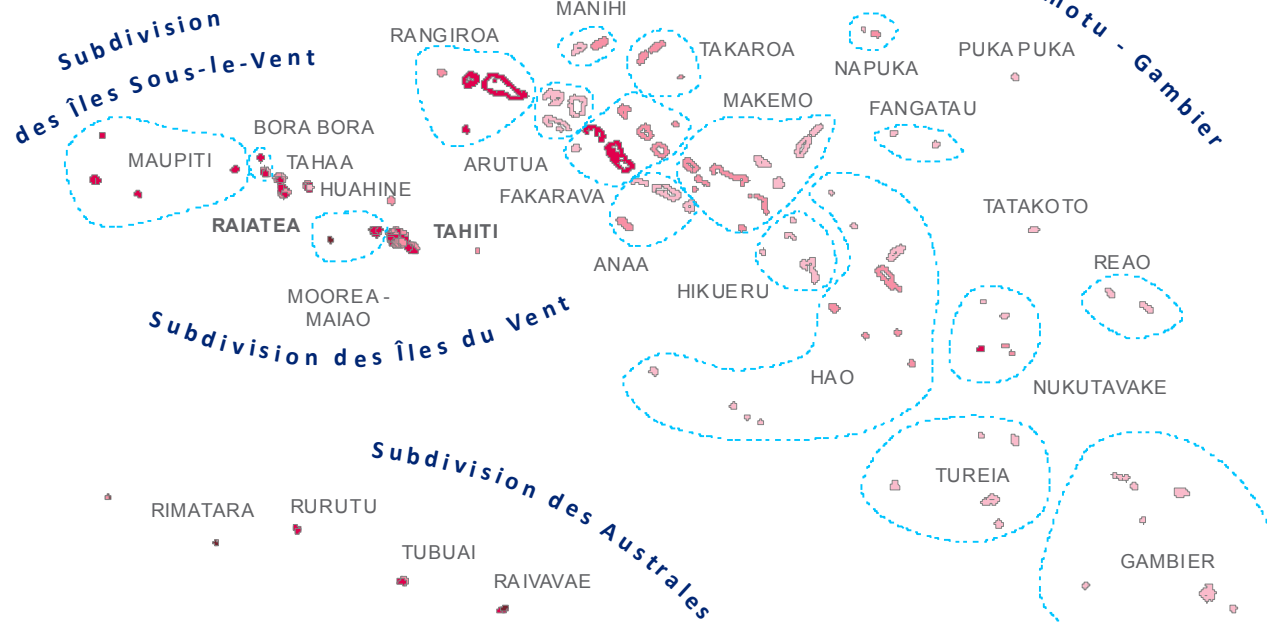 MANIHI
motu - Gambier
Subdivision
des Îles Sous-le-Vent
RANGIROA
TAKAROA
NAPUKA
PUKA PUKA
MAKEMO
FANGATAU
BORA BORA
MAUPITI
TAHAA
ARUTUA
HUAHINE
FAKARAVA
RAIATEA
TAHITI
TATAKOTO
ANAA
REAO
HIKUERU
MOOREA -
MAIAO
Subdivision des Îles du Vent
HAO
NUKUTAVAKE
Subdivision des Australes
TUREIA
RIMATARA
RURUTU
TUBUAI
RAIVAVAE
GAMBIER